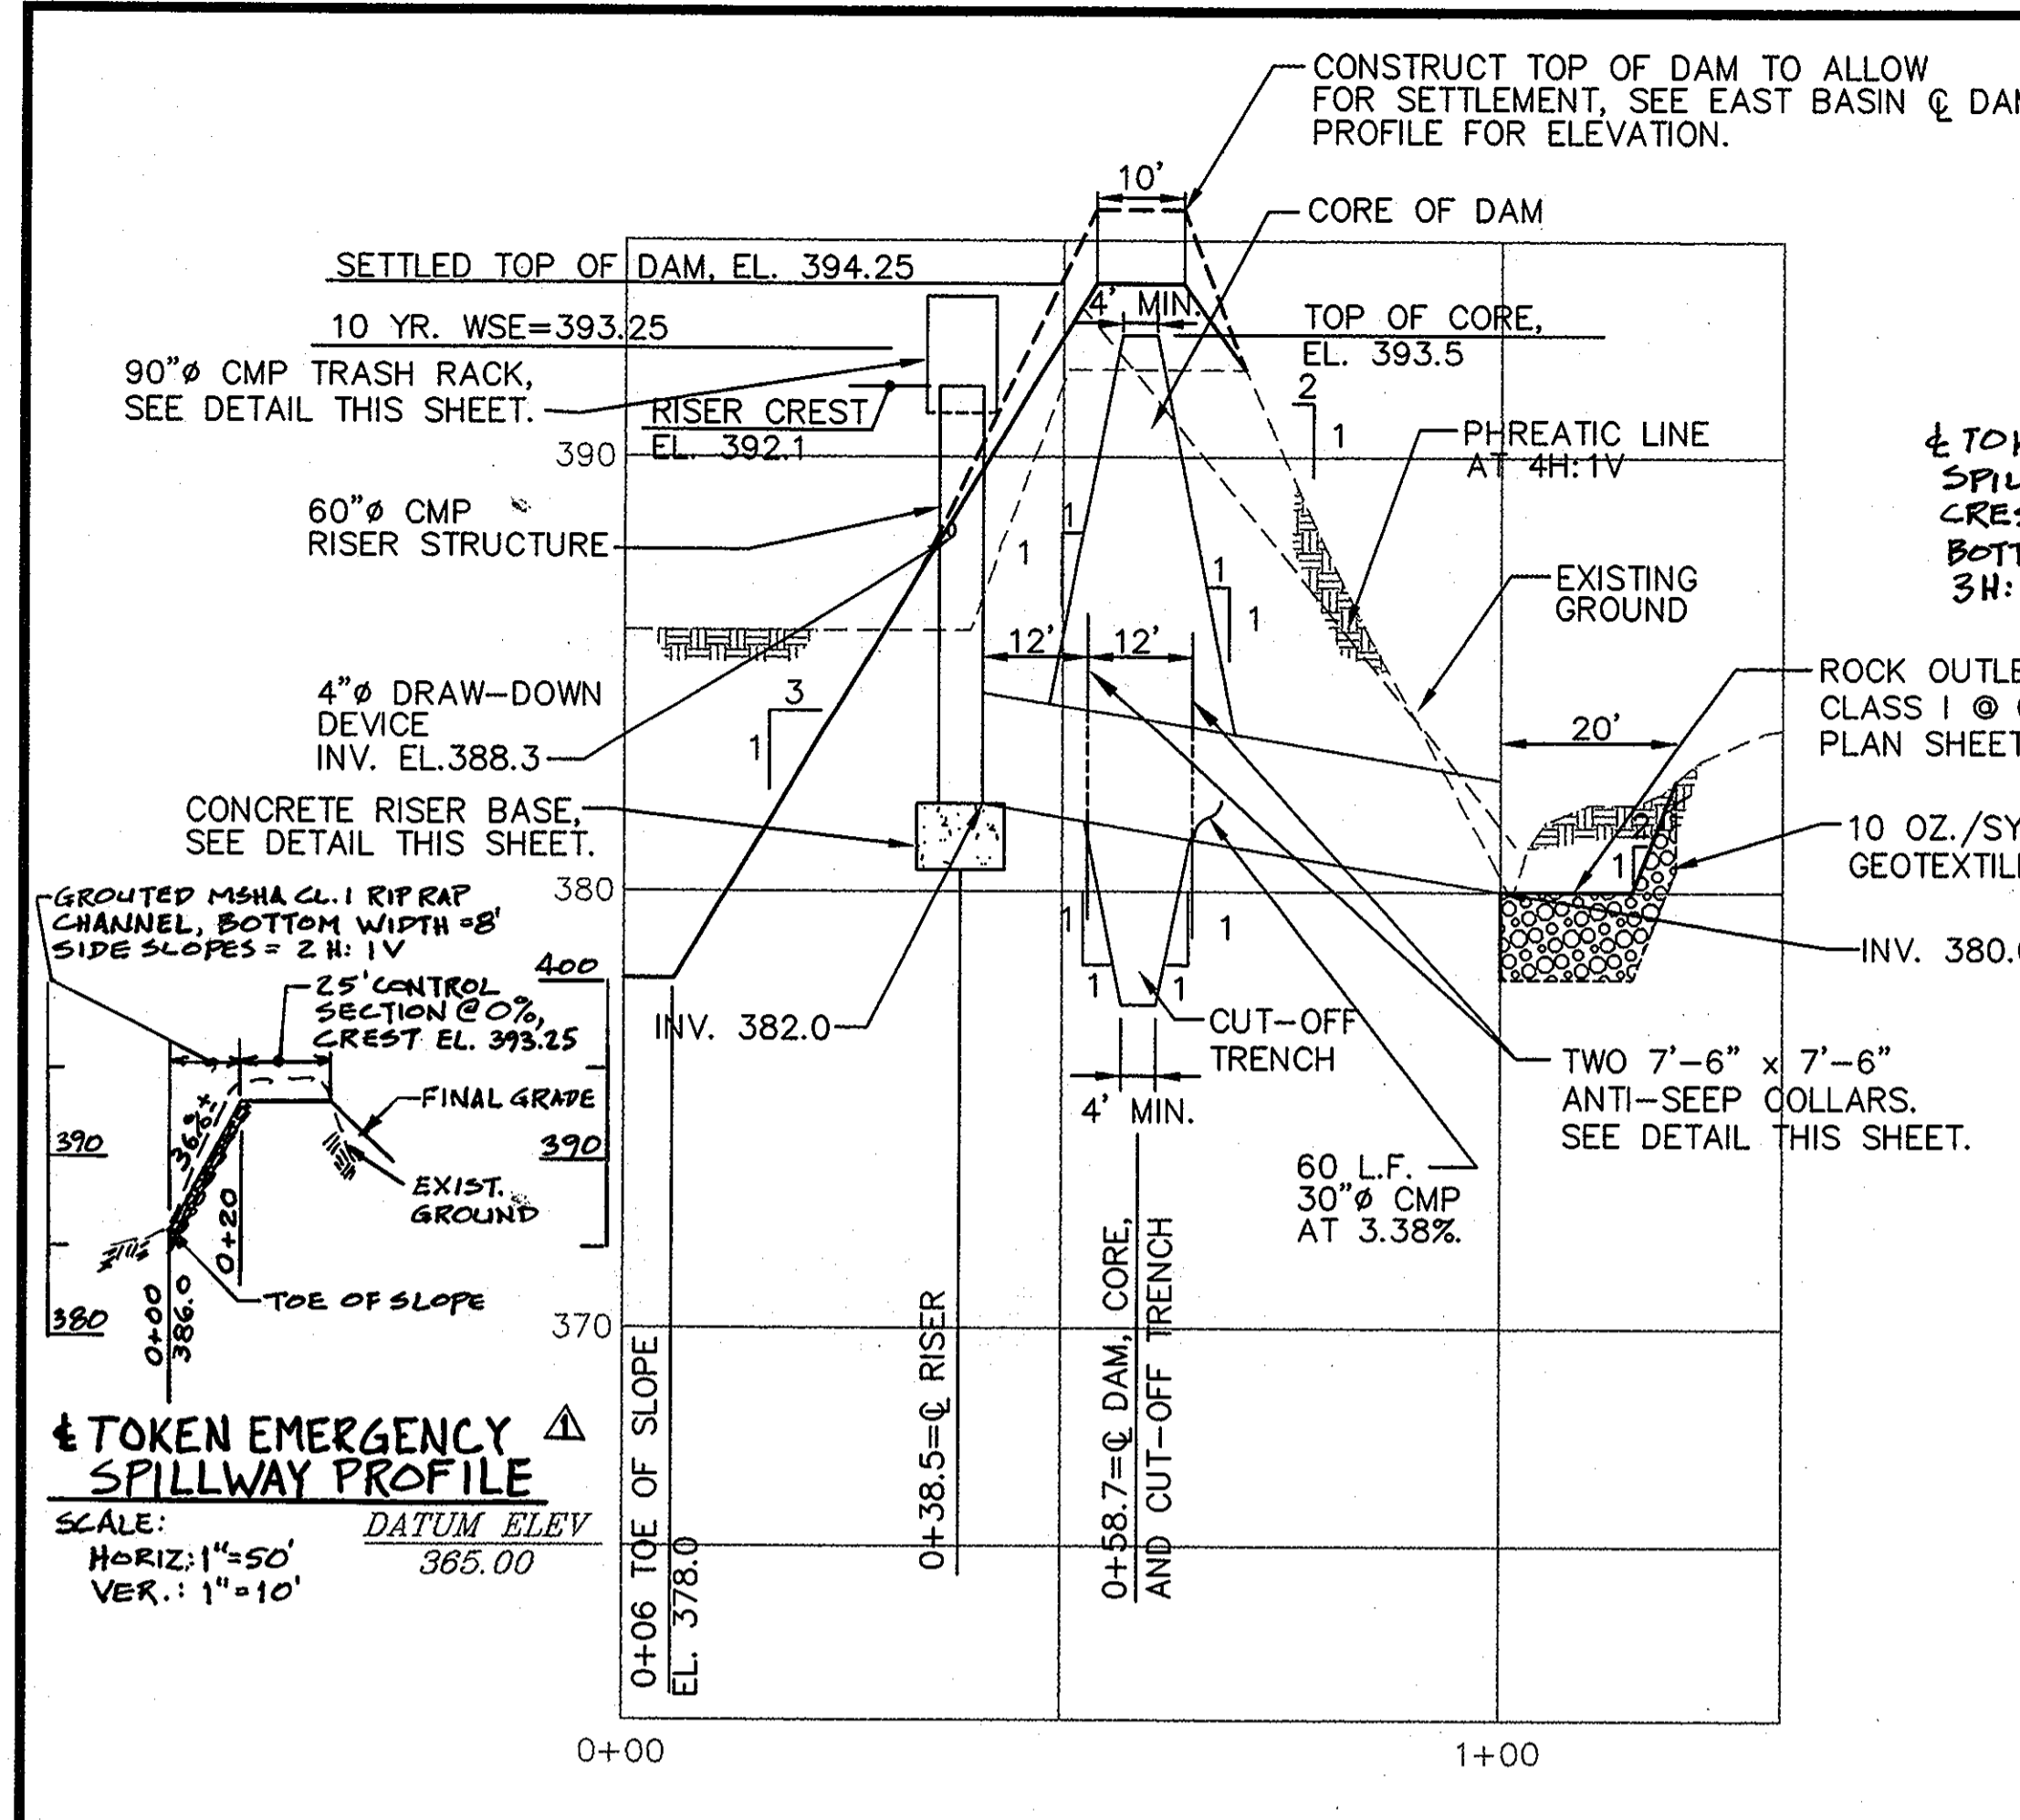 CONSTRUCT TOP OF DAM TO ALLOW
FOR SETTLEMENT, SEE EAST BASIN ℄
PROFILE FOR ELEVATION.
10'
CORE OF DAM
SETTLED TOP OF DAM, EL. 394.25
4' MIN.
10 YR. WSE=393.25
TOP OF CORE,
EL. 393.5
90"ø CMP TRASH RACK,
SEE DETAIL THIS SHEET.
RISER CREST
EL. 392.1
2
1
PHREATIC LINE
AT 4H:1V
390
60"ø CMP
RISER STRUCTURE
1
1
1
1
EXISTING
GROUND
3H:
12'
12'
4"ø DRAW-DOWN
DEVICE
INV. EL.388.3
3
1
ROCK
CLASS I @
PLAN SHEET
20'
CONCRETE RISER BASE,
SEE DETAIL THIS SHEET.
10 OZ./SY
2
1
380
GROUTED MSHA CL. I RIP RAP
CHANNEL, BOTTOM WIDTH = 8'
SIDE SLOPES = 2 H: 1V
1
1
1
1
INV. 380.
400
25' CONTROL
SECTION @ 0%,
CREST EL. 393.25
INV. 382.0
CUT-OFF
TRENCH
4' MIN.
TWO 7'-6" x 7'-6"
ANTI-SEEP COLLARS.
SEE DETAIL THIS SHEET.
FINAL GRADE
36%±
390
390
EXIST.
GROUND
60 L.F.
30"ø CMP
AT 3.38%.
0+20
TOE OF SLOPE
380
0+00
386.0
370
0+06 TOE OF SLOPE
EL. 378.0
0+38.5=℄ RISER
0+58.7=℄ DAM, CORE,
AND CUT-OFF TRENCH
℄ TOKEN EMERGENCY
SPILLWAY PROFILE
1
SCALE:
HORIZ: 1"=50'
VER.: 1"=10'
DATUM ELEV
365.00
0+00
1+00